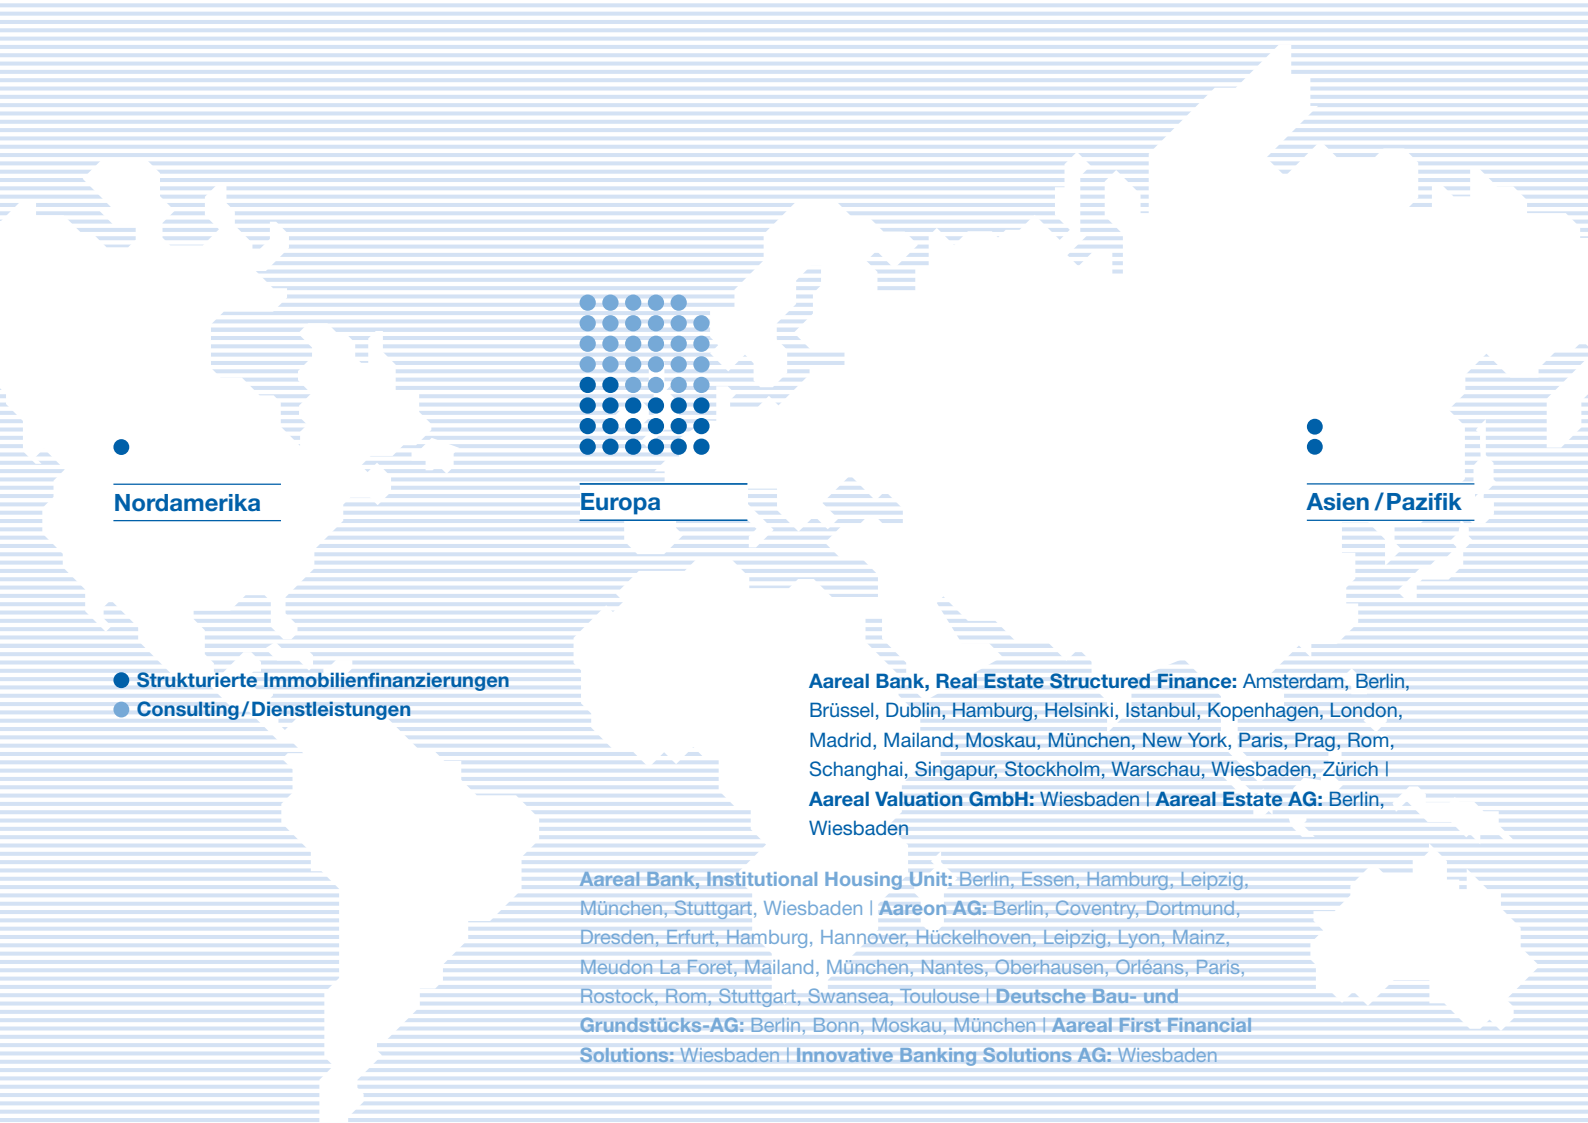 Nordamerika
Europa
Asien / Pazifik
Strukturierte Immobilienfinanzierungen
Consulting / Dienstleistungen
Aareal Bank, Real Estate Structured Finance: Amsterdam, Berlin,
Brüssel, Dublin, Hamburg, Helsinki, Istanbul, Kopenhagen, London,
Madrid, Mailand, Moskau, München, New York, Paris, Prag, Rom,
Schanghai, Singapur, Stockholm, Warschau, Wiesbaden, Zürich |
Aareal Valuation GmbH: Wiesbaden | Aareal Estate AG: Berlin,
Wiesbaden
Aareal Bank, Institutional Housing Unit: Berlin, Essen, Hamburg, Leipzig,
München, Stuttgart, Wiesbaden | Aareon AG: Berlin, Coventry, Dortmund,
Dresden, Erfurt, Hamburg, Hannover, Hückelhoven, Leipzig, Lyon, Mainz,
Meudon La Foret, Mailand, München, Nantes, Oberhausen, Orléans, Paris,
Rostock, Rom, Stuttgart, Swansea, Toulouse | Deutsche Bau- und
Grundstücks-AG: Berlin, Bonn, Moskau, München | Aareal First Financial
Solutions: Wiesbaden | Innovative Banking Solutions AG: Wiesbaden